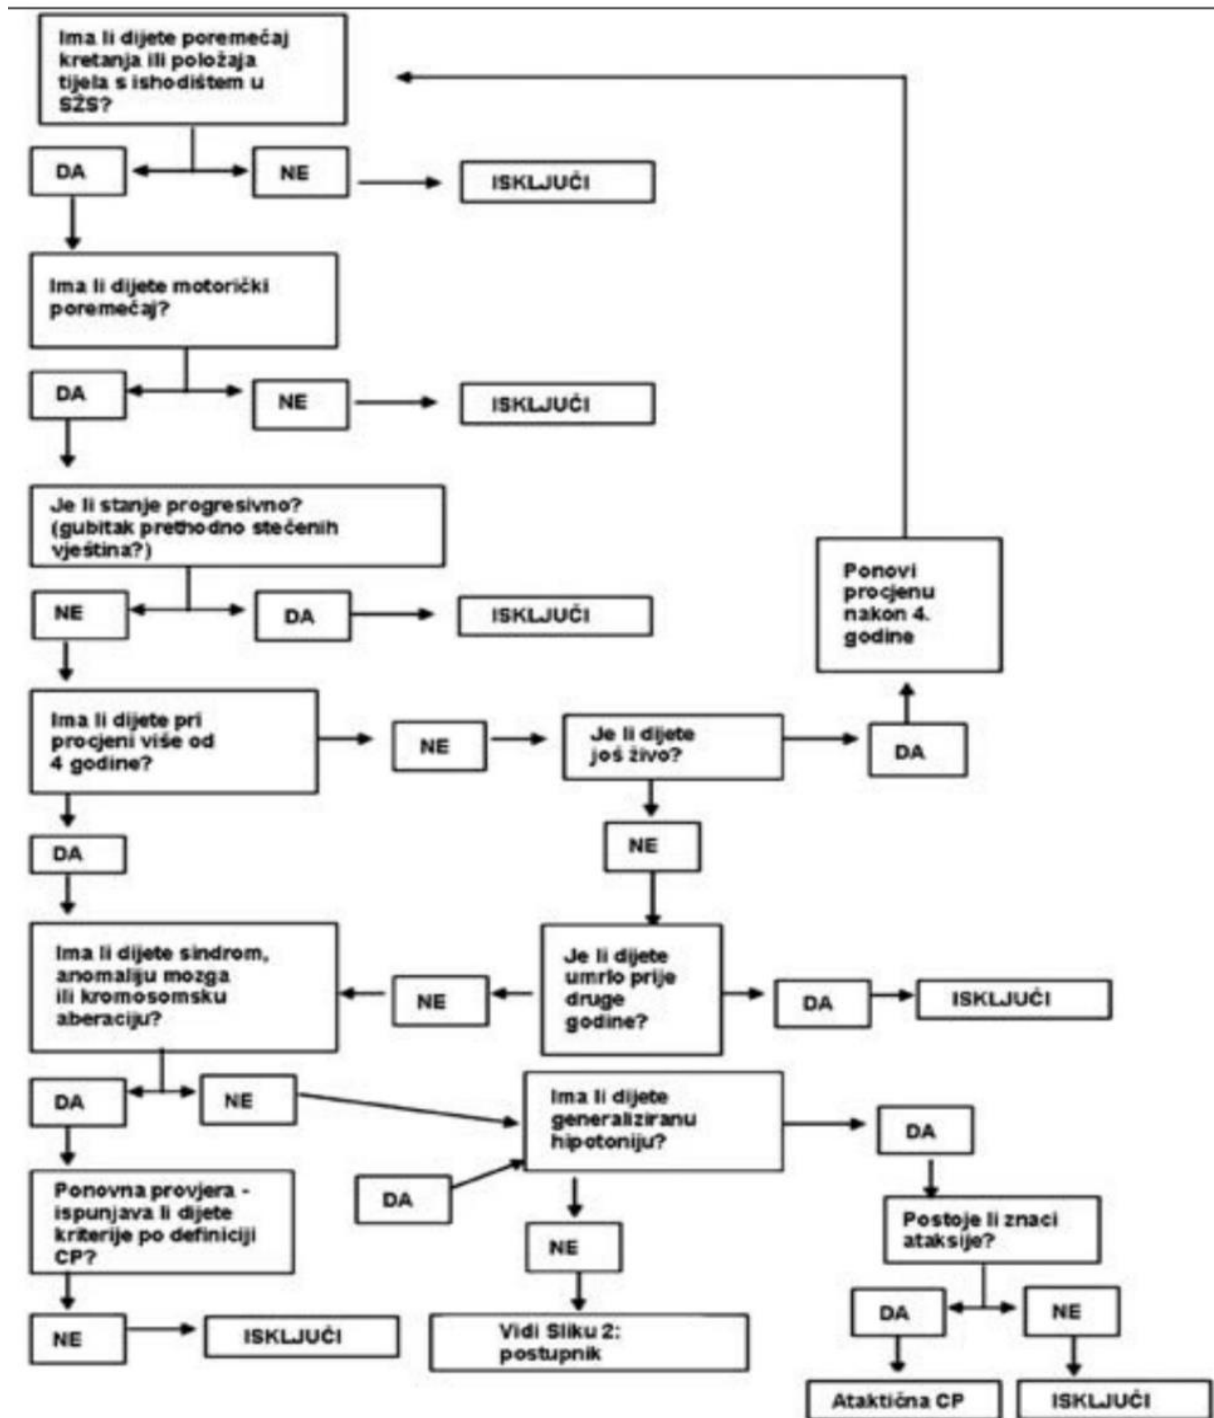 Ima li dijete poremećaj
kretanja ili položaja
tijela s ishodištem u
SŽS?
DA
NE
ISKLJUČI
Ima li dijete motorički
poremećaj?
DA
NE
ISKLJUČI
Je li stanje progresivno?
(gubitak prethodno stečenih
vještina?)
NE
DA
ISKLJUČI
Ponovi
procjenu
nakon 4.
godine
Ima li dijete pri
procjeni više od
4 godine?
NE
Je li dijete
još živo?
DA
DA
NE
Ima li dijete sindrom,
anomaliju mozga
ili kromosomsku
aberaciju?
NE
Je li dijete
umrlo prije
druge
godine?
DA
ISKLJUČI
DA
NE
Ima li dijete
generaliziranu
hipotoniju?
DA
Ponovna provjera -
ispunjava li dijete
kriterije po definiciji
CP?
DA
NE
Postoje li znaci
ataksije?
NE
ISKLJUČI
Vidi Sliku 2:
postupnik
DA
NE
Ataktična CP
ISKLJUČI